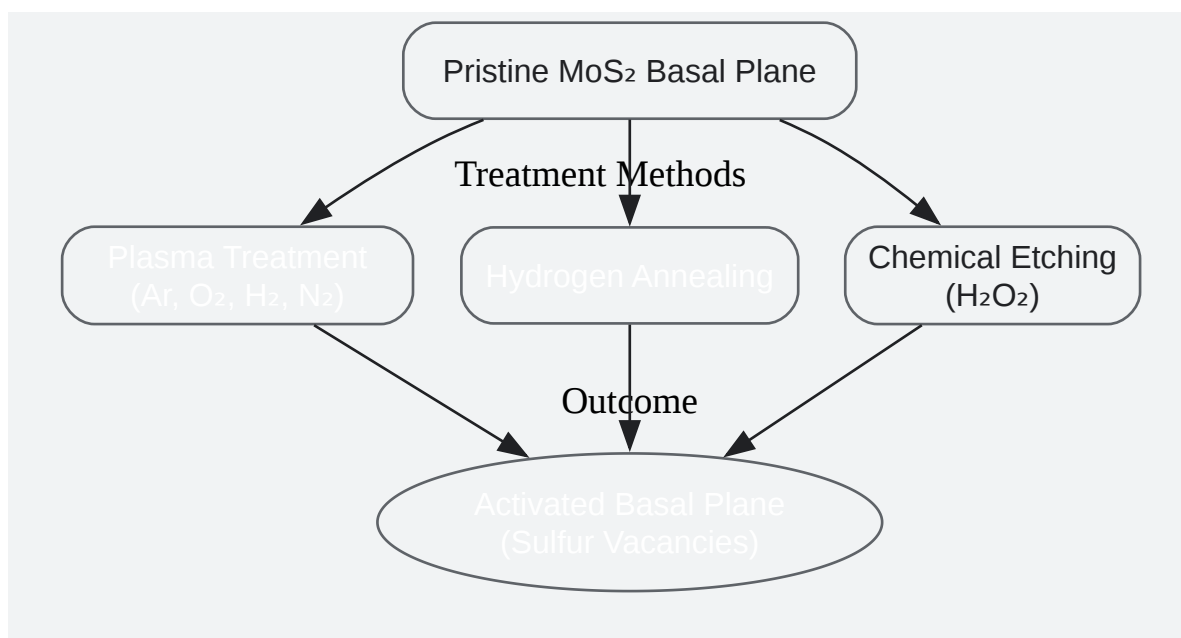 Pristine MoS₂ Basal Plane
Treatment Methods
Plasma Treatment
(Ar, O₂, H₂, N₂)
Hydrogen Annealing
Chemical Etching
(H₂O₂)
Outcome
Activated Basal Plane
(Sulfur Vacancies)